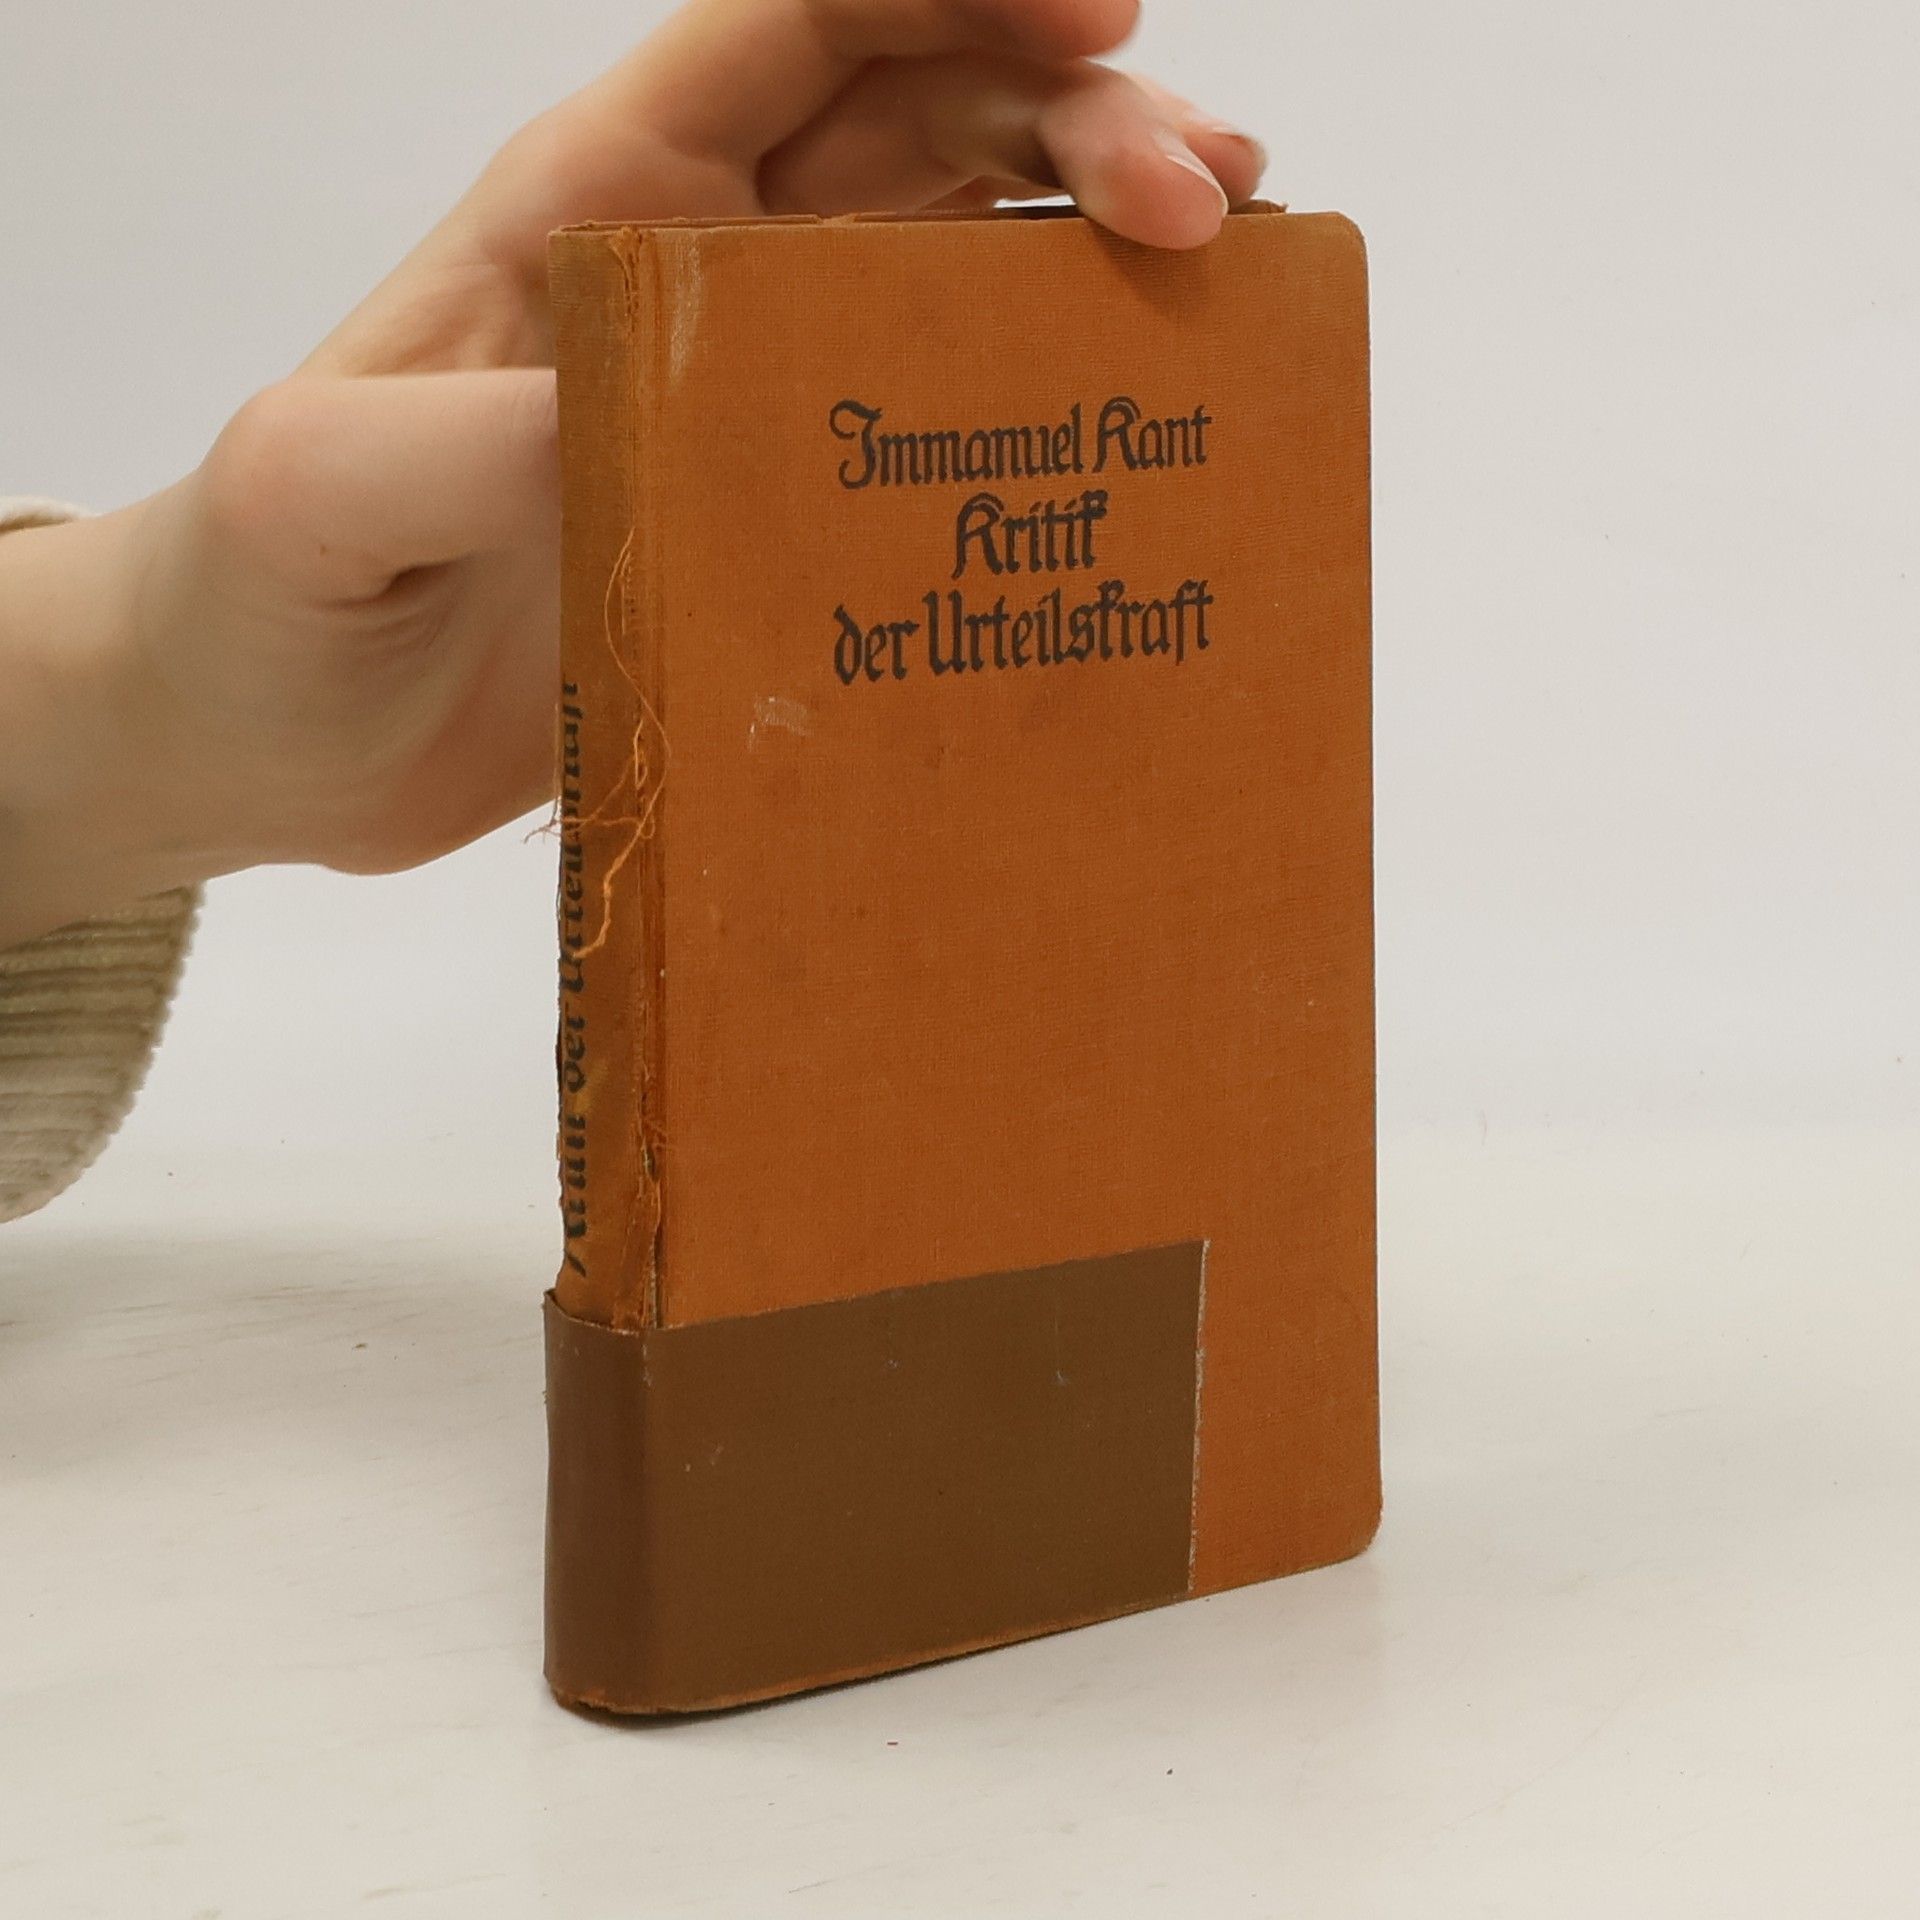 Immanuel Kant
Kritik
der Urteilskraft
Kritik der Urteilskraft